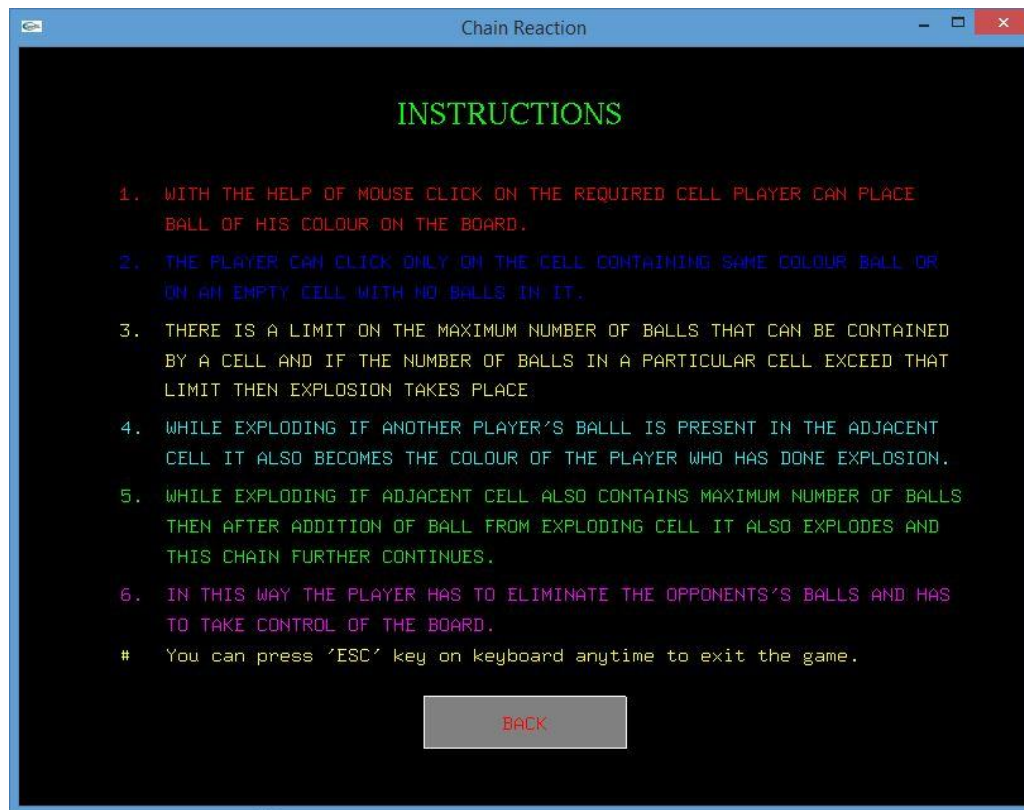 Chain Reaction
INSTRUCTIONS
1. WITH THE HELP OF MOUSE CLICK ON THE REQUIRED CELL PLAYER CAN PLACE
BALL OF HIS COLOUR ON THE BOARD.
2. THE PLAYER CAN CLICK ONLY ON THE CELL CONTAINING SAME COLOUR BALL OR
ON AN EMPTY CELL WITH NO BALLS IN IT.
3. THERE IS A LIMIT ON THE MAXIMUM NUMBER OF BALLS THAT CAN BE CONTAINED
BY A CELL AND IF THE NUMBER OF BALLS IN A PARTICULAR CELL EXCEED THAT
LIMIT THEN EXPLOSION TAKES PLACE
4. WHILE EXPLODING IF ANOTHER PLAYER'S BALLL IS PRESENT IN THE ADJACENT
CELL IT ALSO BECOMES THE COLOUR OF THE PLAYER WHO HAS DONE EXPLOSION.
5. WHILE EXPLODING IF ADJACENT CELL ALSO CONTAINS MAXIMUM NUMBER OF BALLS
THEN AFTER ADDITION OF BALL FROM EXPLODING CELL IT ALSO EXPLODES AND
THIS CHAIN FURTHER CONTINUES.
6. IN THIS WAY THE PLAYER HAS TO ELIMINATE THE OPPONENTS'S BALLS AND HAS
TO TAKE CONTROL OF THE BOARD.
# You can press 'ESC' key on keyboard anytime to exit the game.
BACK